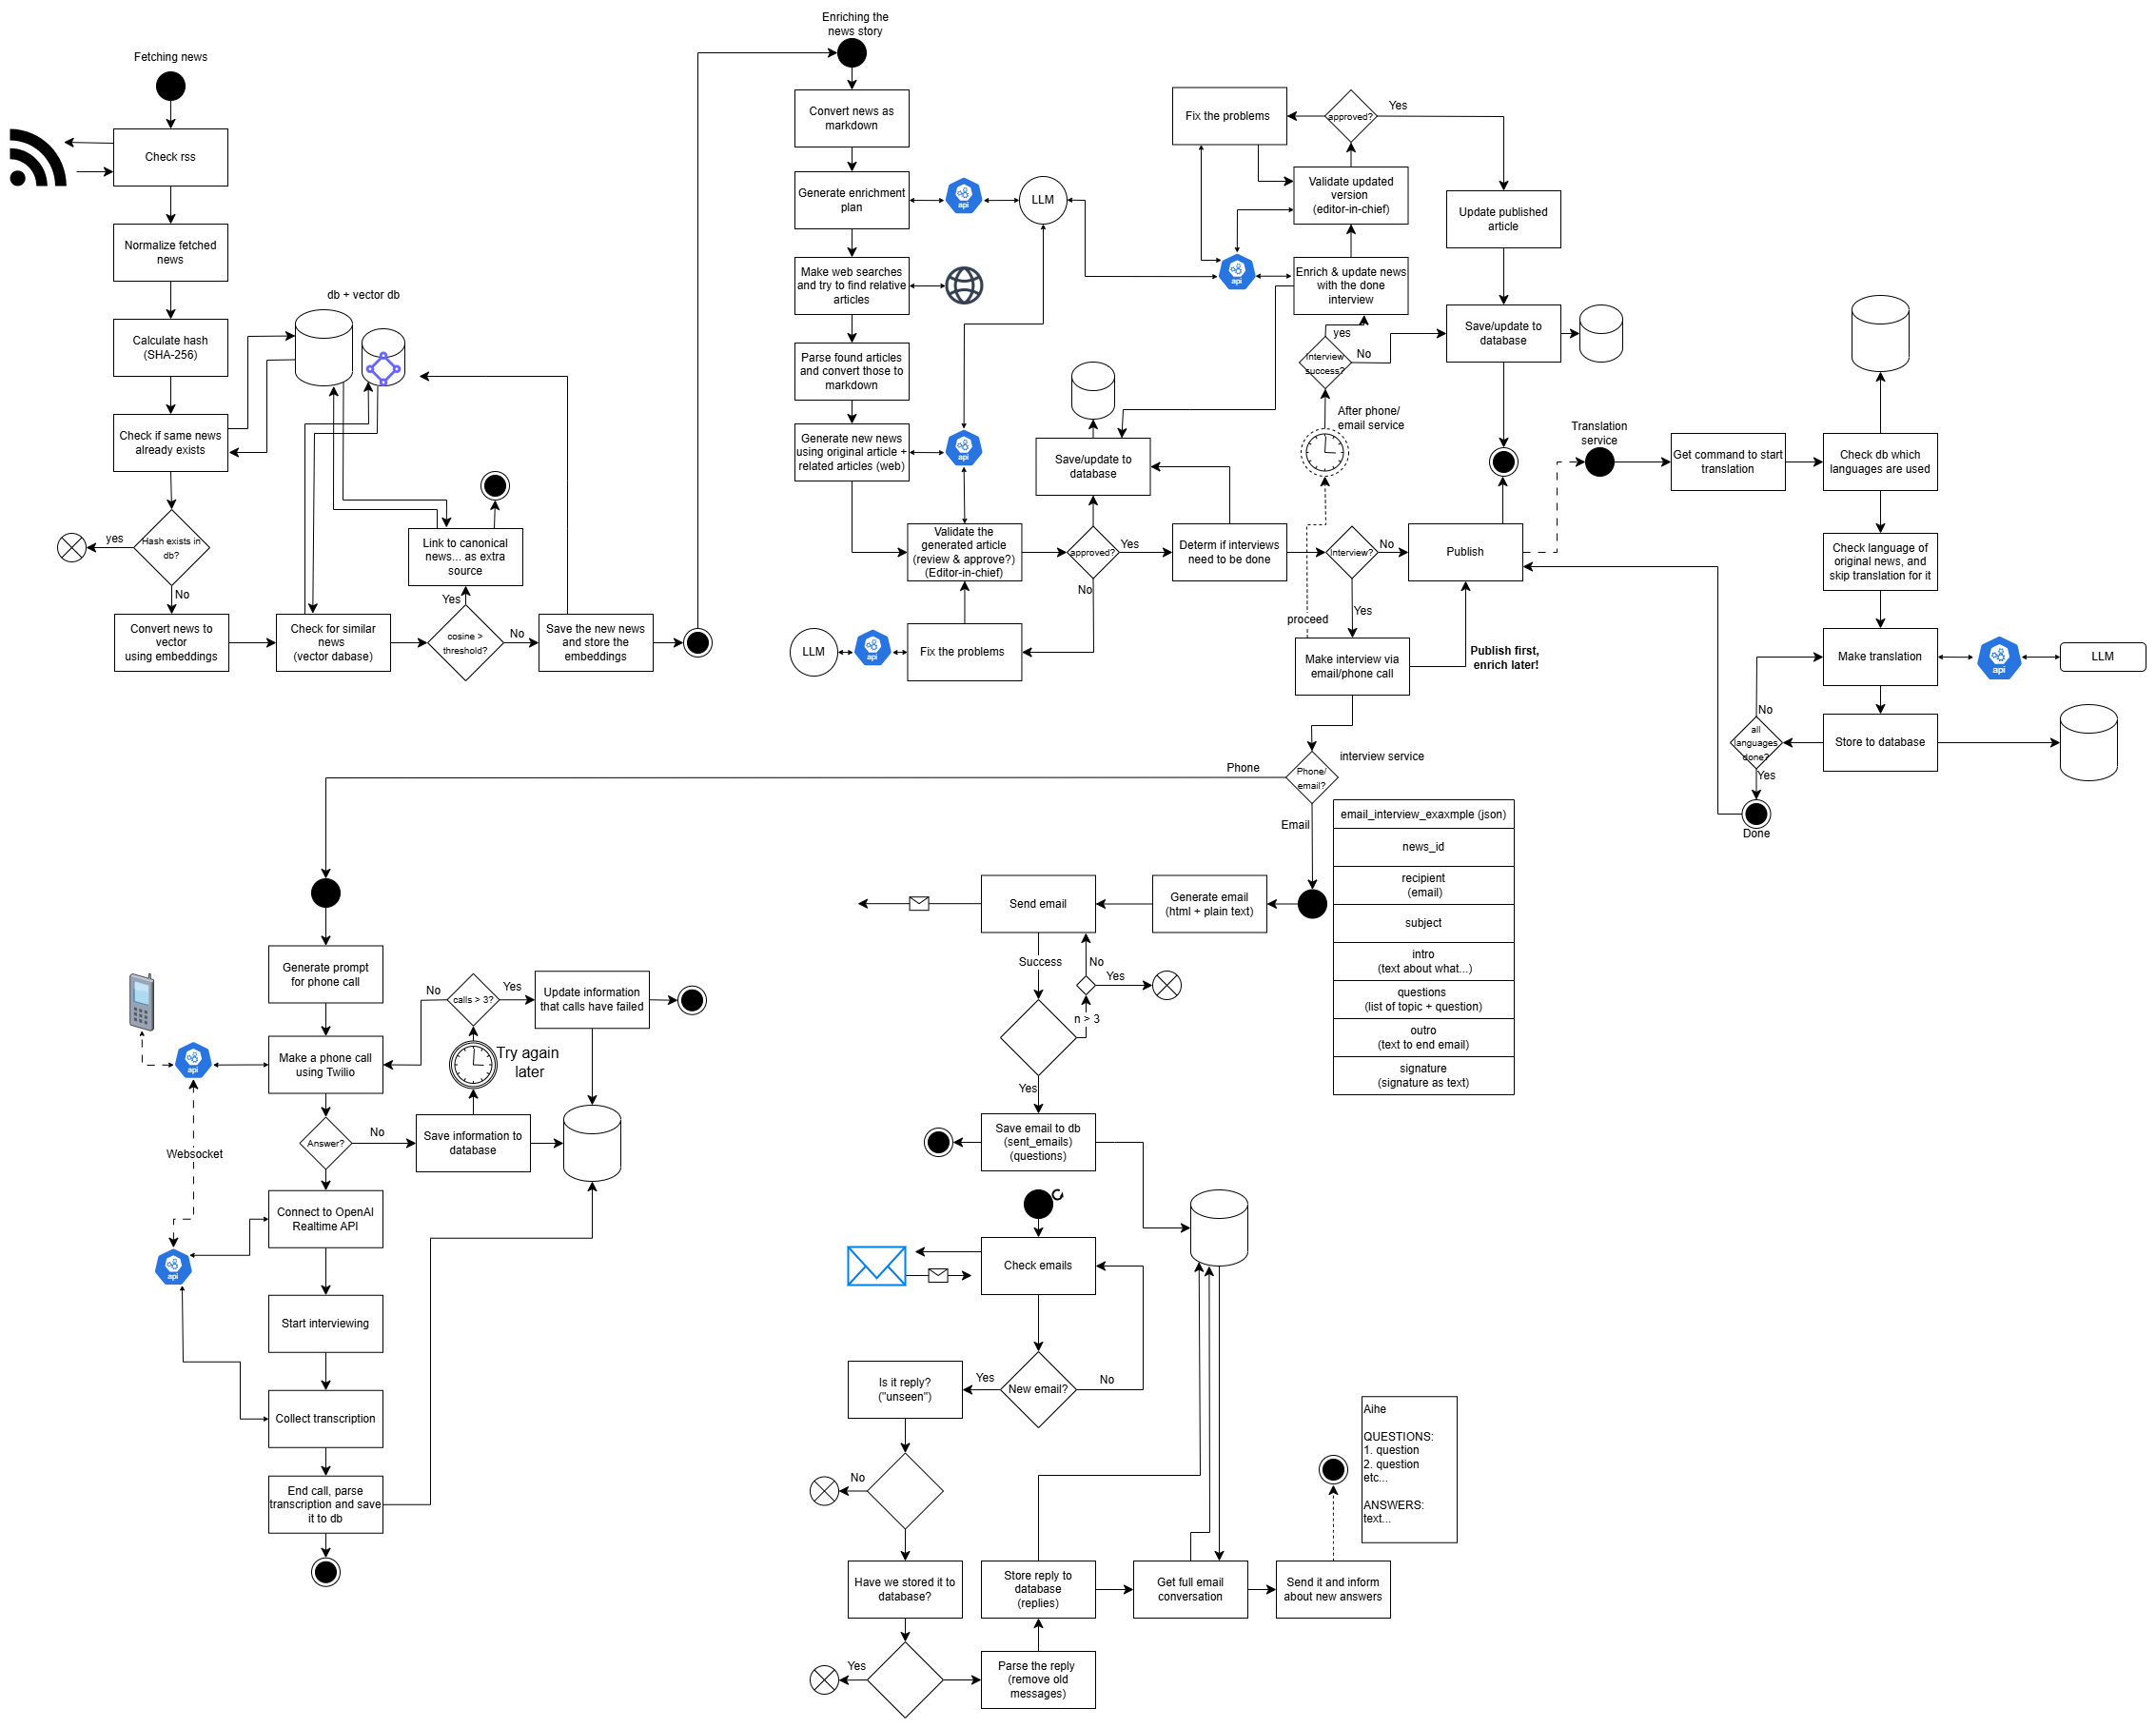 Fetching news
Check rss
Normalize fetched
news
Calculate hash
(SHA-256)
Check if same news
already exists
Hash exists in
db?
yes
No
Convert news to
vector
using embeddings
db + vector db
Check for similar
news
(vector dabase)
cosine >
threshold?
Yes
No
Link to canonical
news... as extra
source
Save the new news
and store the
embeddings
Enriching the
news story
Convert news as
markdown
Generate enrichment
plan
api
LLM
Make web searches
and try to find relative
articles
Parse found articles
and convert those to
markdown
Generate new news
using original article +
related articles (web)
api
Validate the
generated article
(review & approve?)
(Editor-in-chief)
Fix the problems
api
LLM
approved?
Yes
No
Save/update to
database
Determ if interviews
need to be done
Interview?
No
Yes
Publish
Make interview via
email/phone call
Publish first,
enrich later!
proceed
After phone/
email service
Interview
success?
yes
No
Enrich & update news
with the done
interview
api
Validate updated
version
(editor-in-chief)
approved?
Yes
Fix the problems
Update published
article
Save/update to
database
Translation
service
Get command to start
translation
Check db which
languages are used
Check language of
original news, and
skip translation for it
Make translation
api
LLM
Store to database
all
languages
done?
No
Yes
Done
interview service
Phone/
email?
Phone
Email
email_interview_exaxmple (json)
news_id
recipient
(email)
subject
intro
(text about what...)
questions
(list of topic + question)
outro
(text to end email)
signature
(signature as text)
Generate email
(html + plain text)
Send email
Success
No
Yes
n > 3
Yes
Save email to db
(sent_emails)
(questions)
Check emails
New email?
Yes
No
Is it reply?
("unseen")
No
Have we stored it to
database?
Yes
Parse the reply
(remove old
messages)
Store reply to
database
(replies)
Get full email
conversation
Send it and inform
about new answers
Aihe
QUESTIONS:
1. question
2. question
etc...
ANSWERS:
text...
Generate prompt
for phone call
Make a phone call
using Twilio
api
Websocket
api
Answer?
No
Save information to
database
Try again
later
calls > 3?
No
Yes
Update information
that calls have failed
Connect to OpenAI
Realtime API
Start interviewing
Collect transcription
End call, parse
transcription and save
it to db